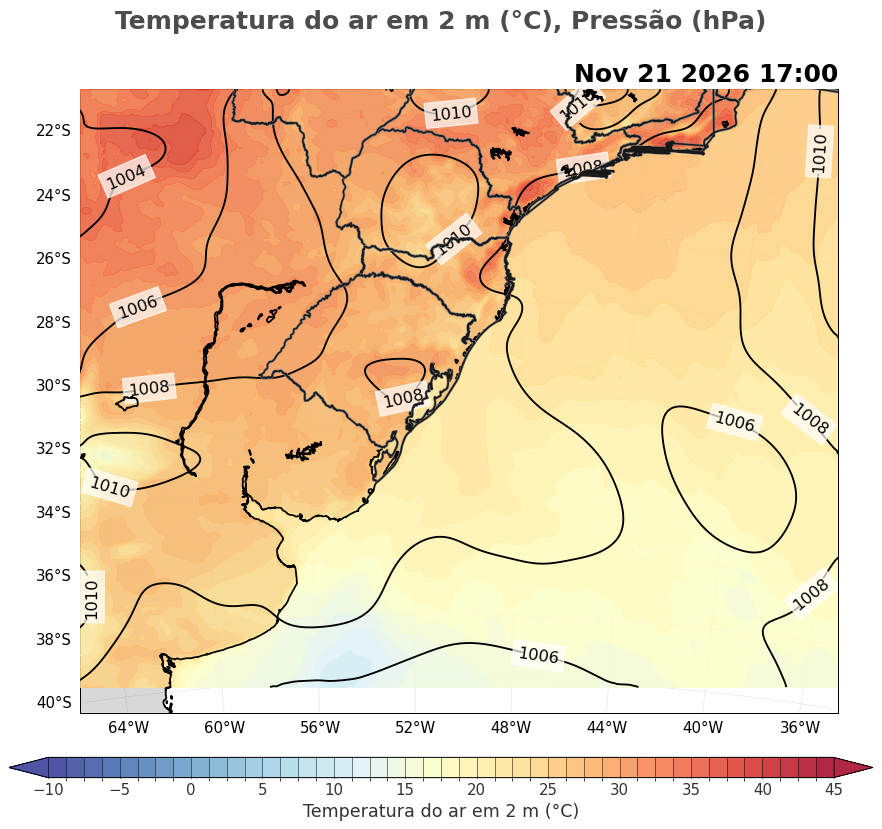 Temperatura do ar em 2 m (°C), Pressão (hPa)
Nov 21 2026 17:00
1010
1010
1010
1004
1008
1010
1006
1008
1008
1006
1008
1010
1010
1008
1006
22°S
24°S
26°S
28°S
30°S
32°S
34°S
36°S
38°S
40°S
64°W 60°W 56°W 52°W 48°W 44°W 40°W 36°W
−10 −5 0 5 10 15 20 25 30 35 40 45
Temperatura do ar em 2 m (°C)